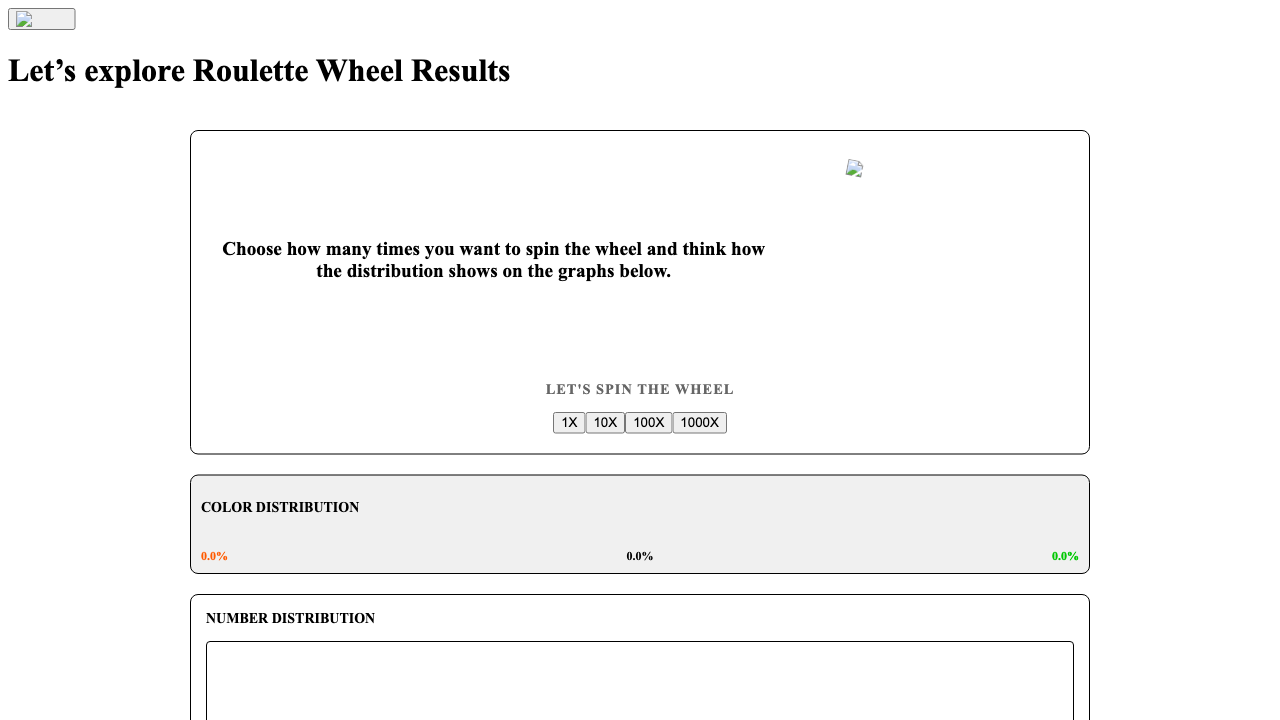 Let’s explore Roulette Wheel Results
Choose how many times you want to spin the wheel and think how
the distribution shows on the graphs below.
LET'S SPIN THE WHEEL
1X 10X 100X 1000X
COLOR DISTRIBUTION
0.0% 0.0% 0.0%
NUMBER DISTRIBUTION